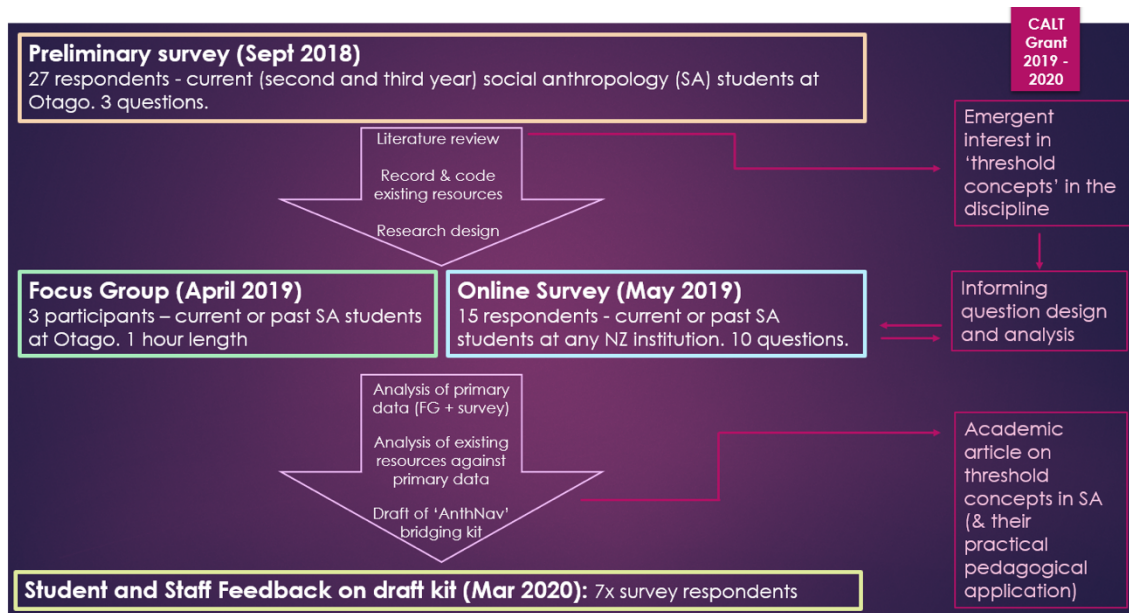 CALT
Grant
2019 -
2020
Preliminary survey (Sept 2018)
27 respondents - current (second and third year) social anthropology (SA) students at
Otago. 3 questions.
Literature review
Record & code
existing resources
Research design
Emergent
interest in
‘threshold
concepts’ in the
discipline
Focus Group (April 2019)
3 participants – current or past SA students
at Otago. 1 hour length
Online Survey (May 2019)
15 respondents - current or past SA
students at any NZ institution. 10 questions.
Informing
question design
and analysis
Analysis of primary
data (FG + survey)
Analysis of existing
resources against
primary data
Draft of ‘AnthNav’
bridging kit
Academic
article on
threshold
concepts in SA
(& their
practical
pedagogical
application)
Student and Staff Feedback on draft kit (Mar 2020): 7x survey respondents